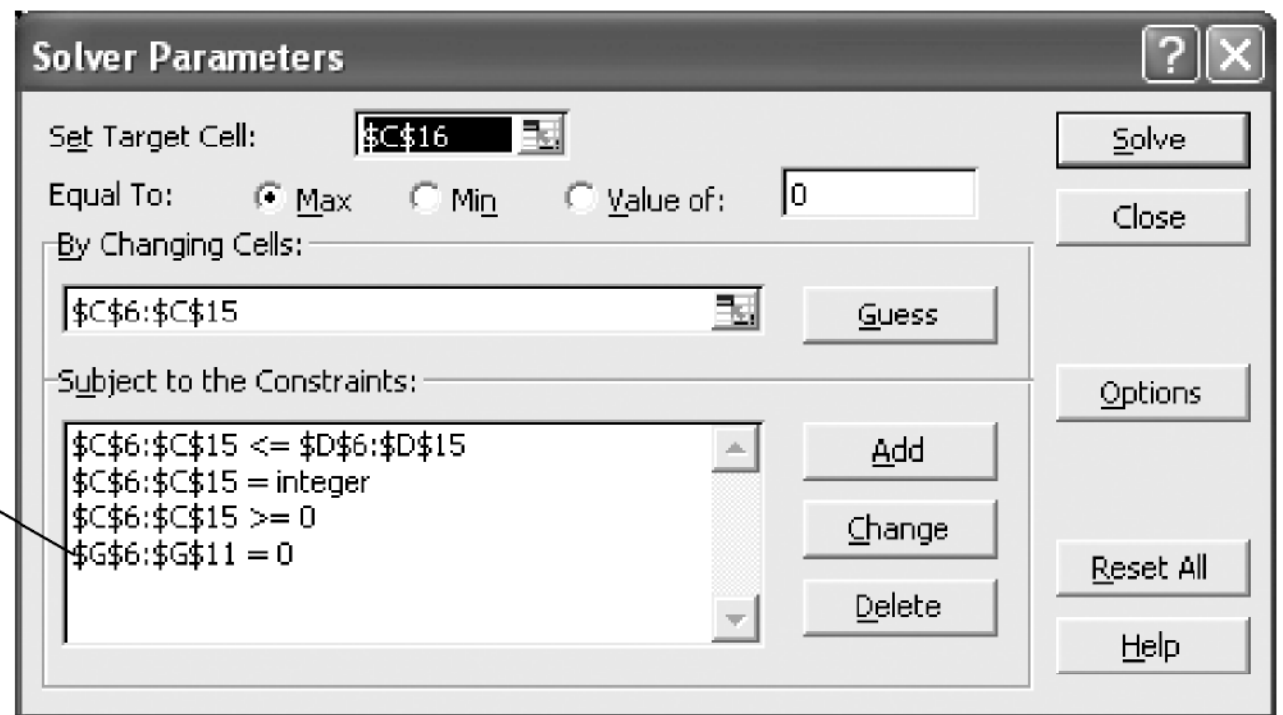 Solver Parameters ? X
Set Target Cell: $C$16 Solve
Equal To: Max Min Value of: 0
Close
By Changing Cells:
$C$6:$C$15 Guess
Subject to the Constraints: Options
$C$6:$C$15 <= $D$6:$D$15 Add
$C$6:$C$15 = integer
$C$6:$C$15 >= 0 Change
$G$6:$G$11 = 0 Reset All
Delete
Help